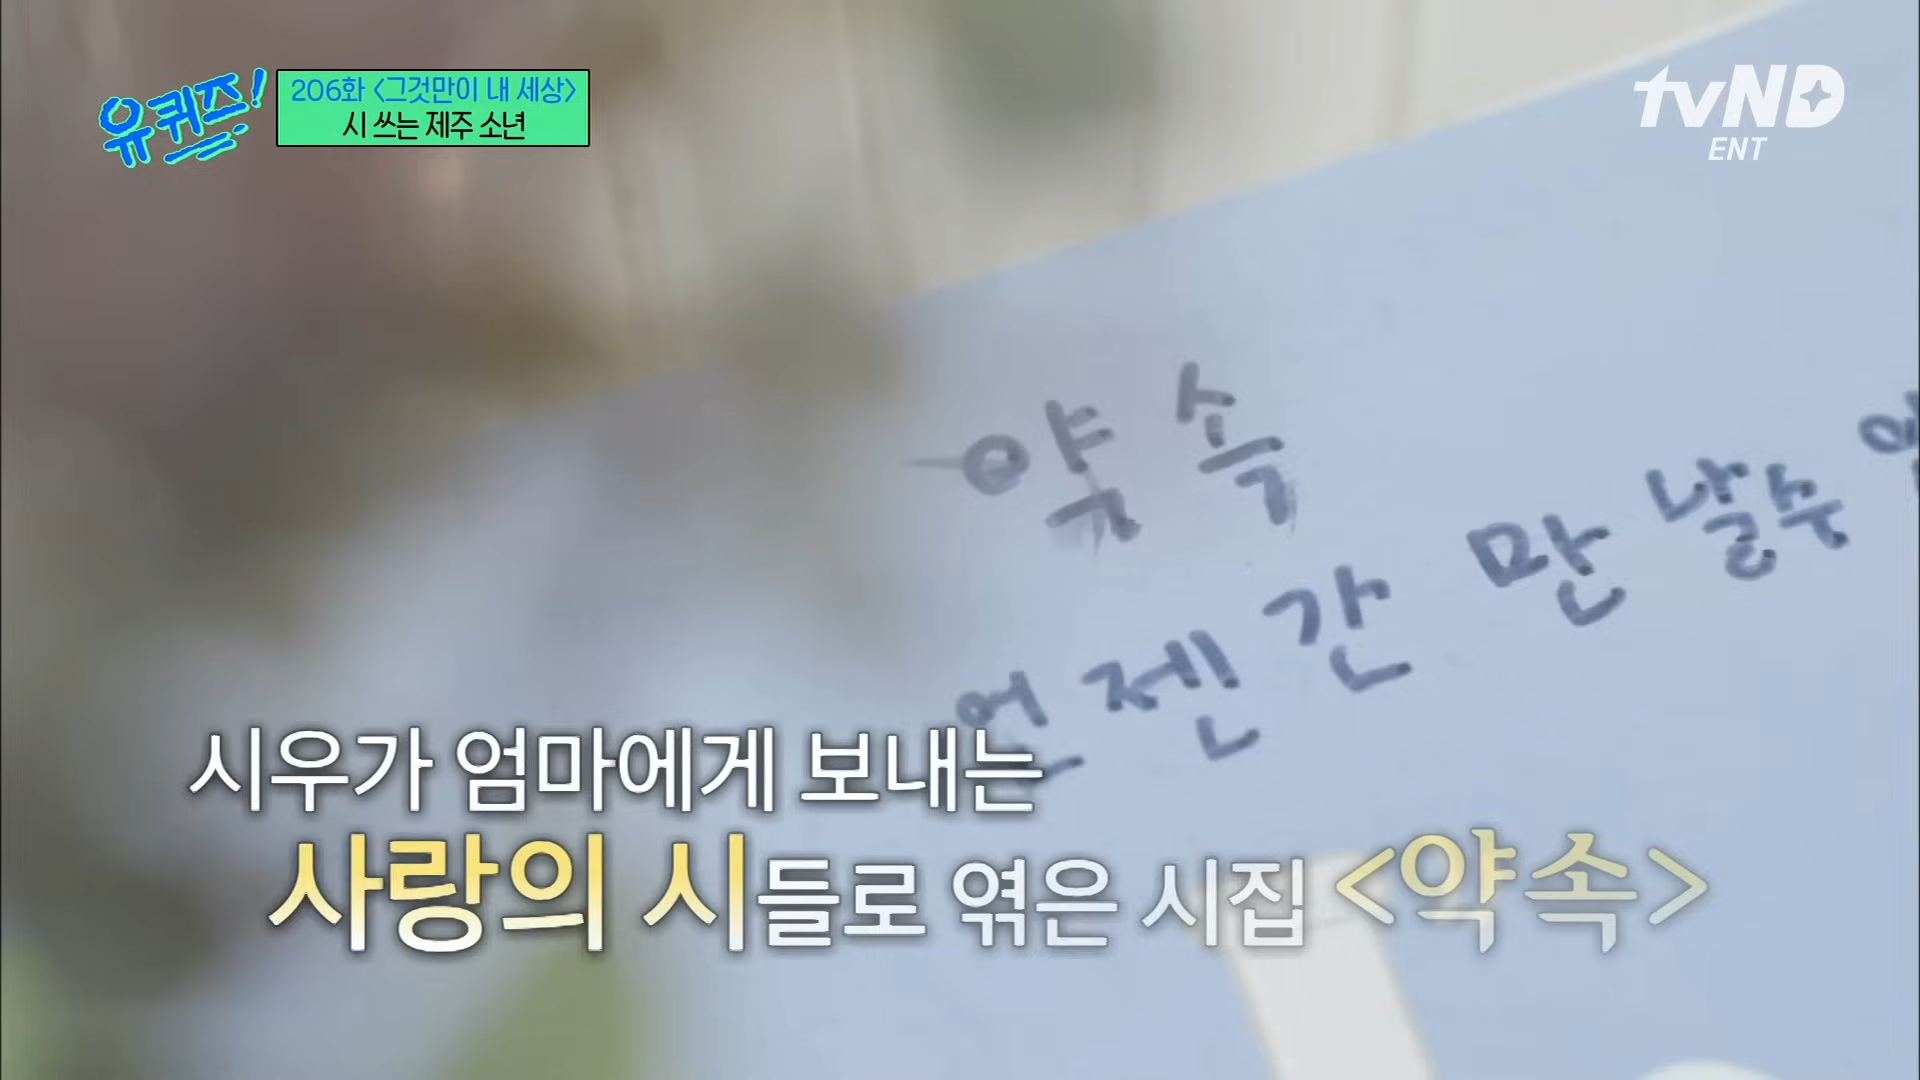 유퀴즈!
206화 <그것만이 내 세상>
시 쓰는 제주 소년
tvND
ENT
약속
언젠간 만날수
시우가 엄마에게 보내는
사랑의 시들로 엮은 시집 <약속>